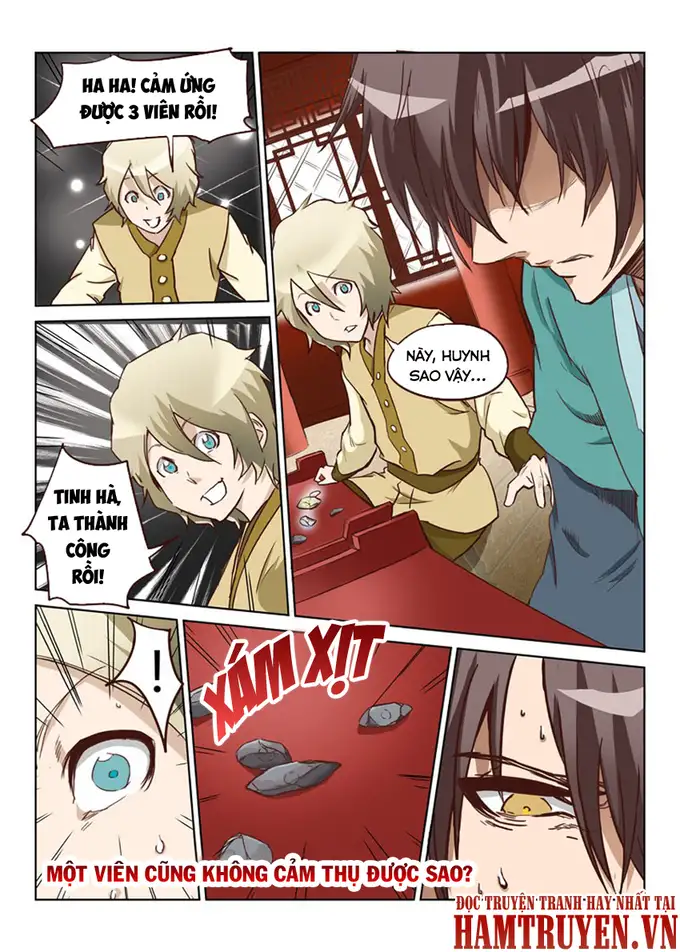 HA HA! CẢM ỨNG
ĐƯỢC 3 VIÊN RỒI!
TINH HÀ,
TA THÀNH
CÔNG
RỒI!
NÀY, HUYNH
SAO VẬY...
!
XÁM XỊT
MỘT VIÊN CŨNG KHÔNG CẢM THỤ ĐƯỢC SAO?
ĐỌC TRUYỆN TRANH HAY NHẤT TẠI
HAMTRUYEN.VN